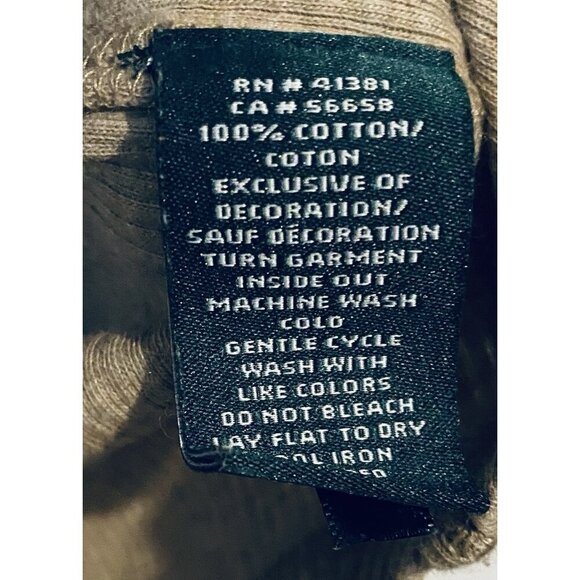 RN # 41381
CA # 56658
100% COTTON/
COTON
EXCLUSIVE OF
DECORATION/
SAUF DÉCORATION
TURN GARMENT
INSIDE OUT
MACHINE WASH
COLD
GENTLE CYCLE
WASH WITH
LIKE COLORS
DO NOT BLEACH
LAY FLAT TO DRY
IRON